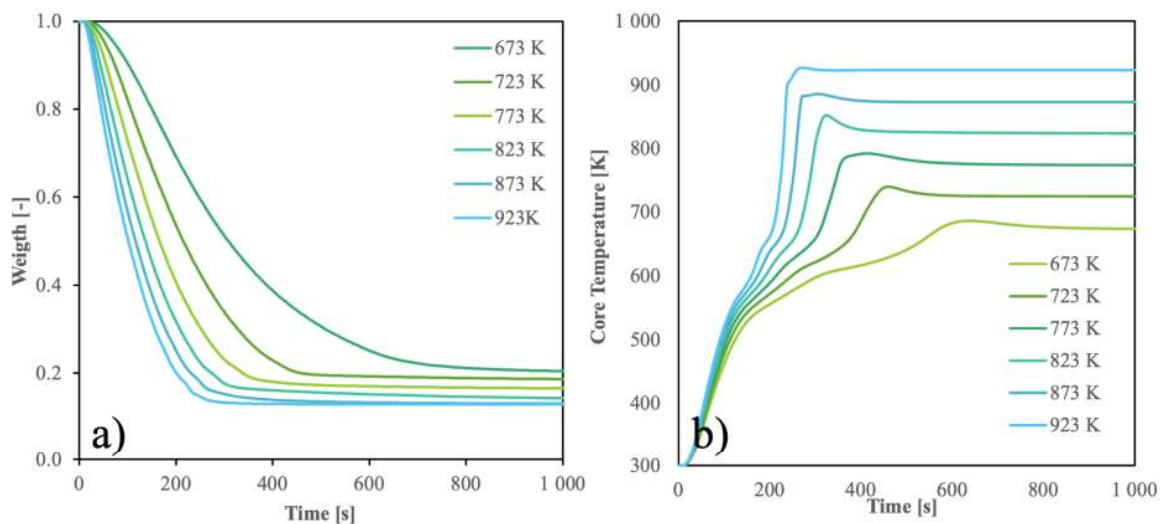 1.0
0.8
0.6
0.4
0.2
0.0
Weigth [-]
673 K
723 K
773 K
823 K
873 K
923K
a)
0
200
400
600
800
1 000
Time [s]
1 000
900
800
700
600
500
400
300
Core Temperature [K]
673 K
723 K
773 K
823 K
873 K
923 K
b)
0
200
400
600
800
1 000
Time [s]